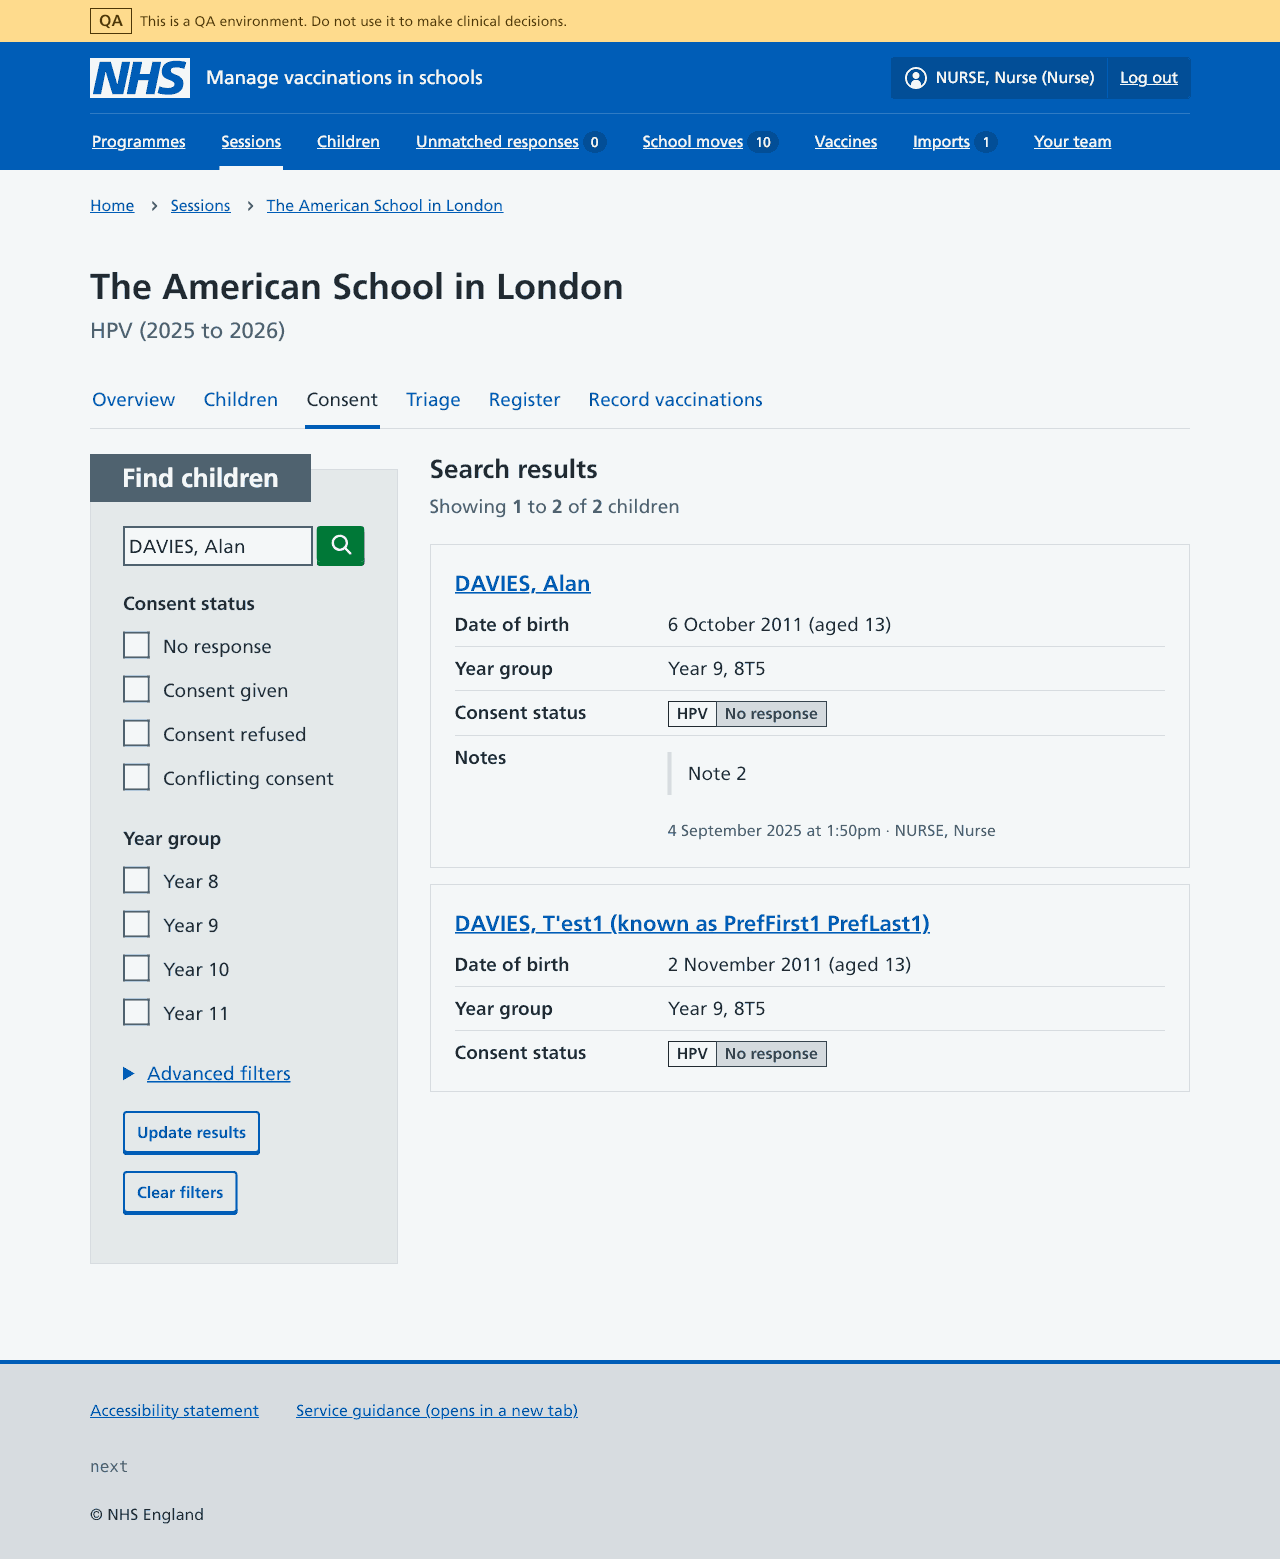 QA This is a QA environment. Do not use it to make clinical decisions.
NHS Manage vaccinations in schools NURSE, Nurse (Nurse) Log out
Programmes Sessions Children Unmatched responses 0 School moves 10 Vaccines Imports 1 Your team
Home Sessions The American School in London
The American School in London
HPV (2025 to 2026)
Overview Children Consent Triage Register Record vaccinations
Find children
DAVIES, Alan
Consent status
No response
Consent given
Consent refused
Conflicting consent
Year group
Year 8
Year 9
Year 10
Year 11
Advanced filters
Update results
Clear filters
Search results
Showing 1 to 2 of 2 children
DAVIES, Alan
Date of birth 6 October 2011 (aged 13)
Year group Year 9, 8T5
Consent status HPV No response
Notes Note 2
4 September 2025 at 1:50pm · NURSE, Nurse
DAVIES, T'est1 (known as PrefFirst1 PrefLast1)
Date of birth 2 November 2011 (aged 13)
Year group Year 9, 8T5
Consent status HPV No response
Accessibility statement Service guidance (opens in a new tab)
next
© NHS England